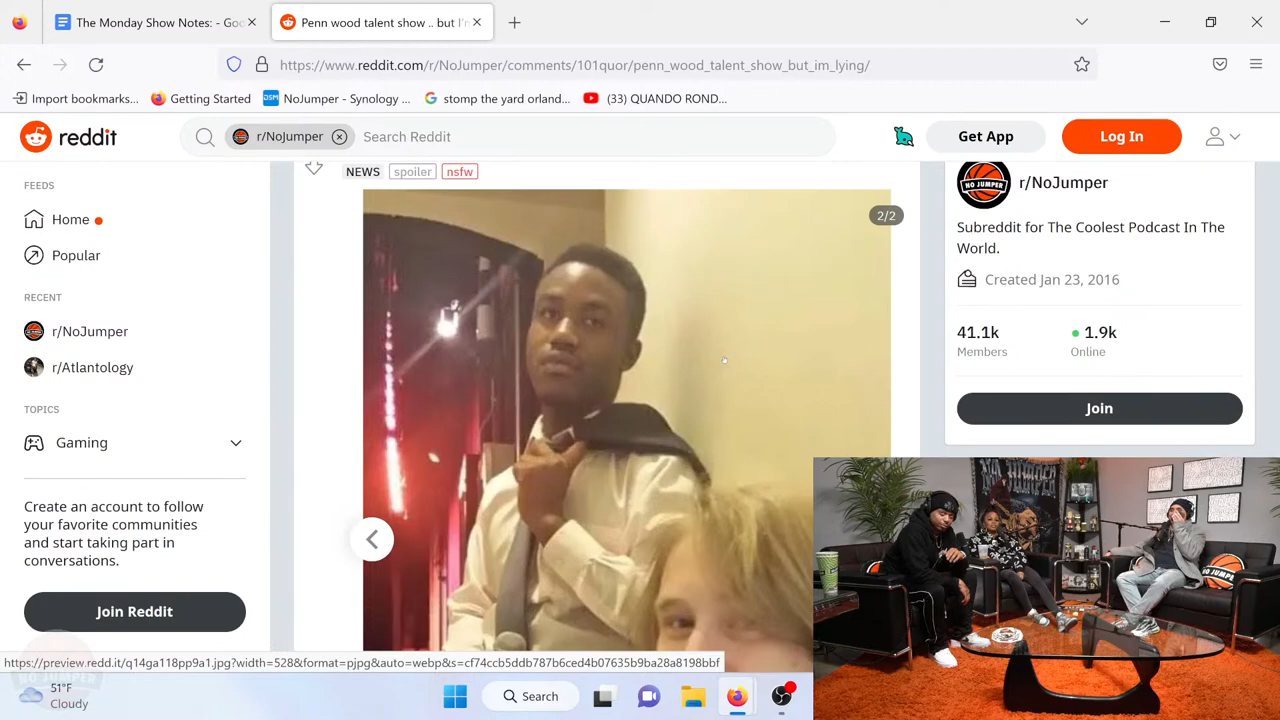 The Monday Show Notes: - Go
Penn wood talent show .. but I'
https://www.reddit.com/r/NoJumper/comments/101quor/penn_wood_talent_show_but_im_lying/
Import bookmarks...
Getting Started
DSM
NoJumper - Synology ...
stomp the yard orland...
(33) QUANDO ROND...
reddit
r/NoJumper
Search Reddit
Get App
Log In
FEEDS
Home
Popular
RECENT
r/NoJumper
r/Atlantology
TOPICS
Gaming
Create an account to follow
your favorite communities
and start taking part in
conversations.
Join Reddit
NEWS
spoiler
nsfw
2/2
NO JUMPER
r/NoJumper
Subreddit for The Coolest Podcast In The
World.
Created Jan 23, 2016
41.1k
1.9k
Members
Online
Join
NO JUMPER
https://preview.redd.it/q14ga118pp9a1.jpg?width=528&format=pjpg&auto=webp&s=cf74ccb5ddb787b6ced4b07635b9ba28a8198bbf
51°F
Cloudy
Search